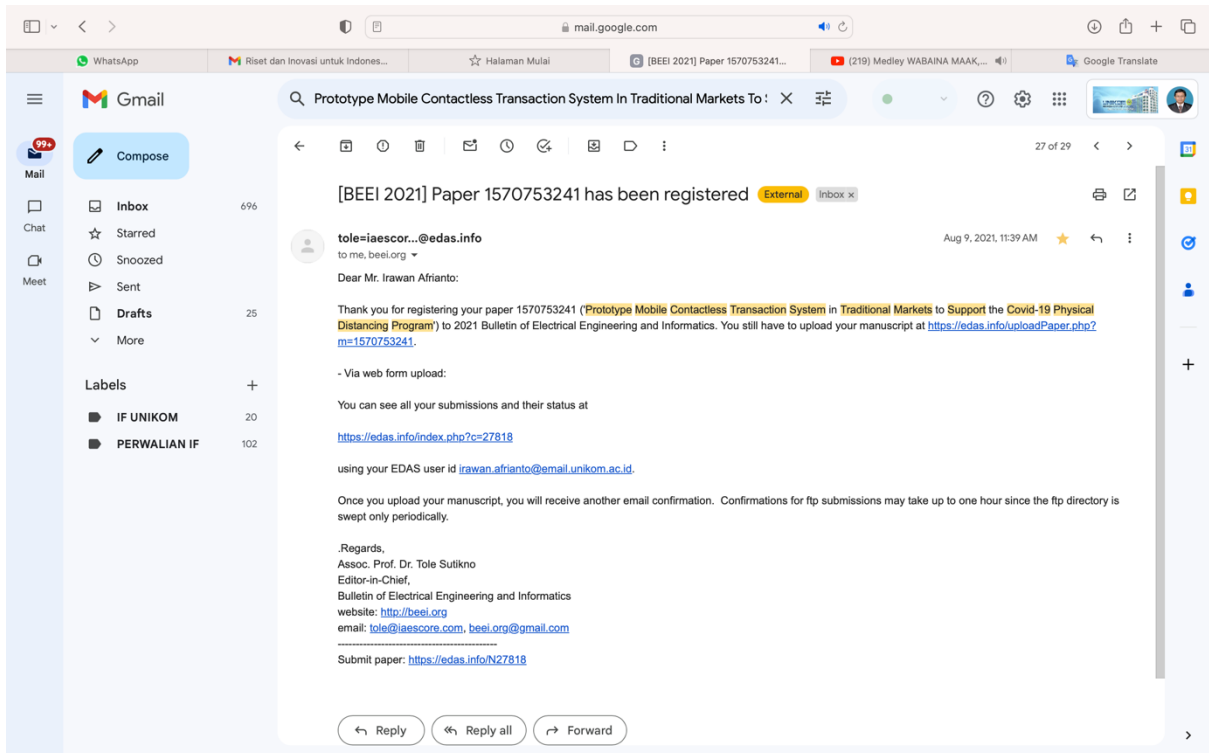 mail.google.com
WhatsApp
Riset dan Inovasi untuk Indones...
Halaman Mulai
G
[BEEI 2021] Paper 1570753241...
(219) Medley WABAINA MAAK,...
Google Translate
Gmail
Prototype Mobile Contactless Transaction System In Traditional Markets To
99+
Mail
Chat
Meet
Compose
27 of 29
31
Inbox 696
Starred
Snoozed
Sent
Drafts 25
More
Labels
IF UNIKOM 20
PERWALIAN IF 102
[BEEI 2021] Paper 1570753241 has been registered External Inbox x
tole=iaescor...@edas.info Aug 9, 2021, 11:39 AM
to me, beei.org
Dear Mr. Irawan Afrianto:
Thank you for registering your paper 1570753241 ('Prototype Mobile Contactless Transaction System in Traditional Markets to Support the Covid-19 Physical
Distancing Program') to 2021 Bulletin of Electrical Engineering and Informatics. You still have to upload your manuscript at https://edas.info/uploadPaper.php?
m=1570753241.
- Via web form upload:
You can see all your submissions and their status at
https://edas.info/index.php?c=27818
using your EDAS user id irawan.afrianto@email.unikom.ac.id.
Once you upload your manuscript, you will receive another email confirmation. Confirmations for ftp submissions may take up to one hour since the ftp directory is
swept only periodically.
.Regards,
Assoc. Prof. Dr. Tole Sutikno
Editor-in-Chief,
Bulletin of Electrical Engineering and Informatics
website: http://beei.org
email: tole@iaescore.com, beei.org@gmail.com
--------------------------------------------
Submit paper: https://edas.info/N27818
Reply
Reply all
Forward